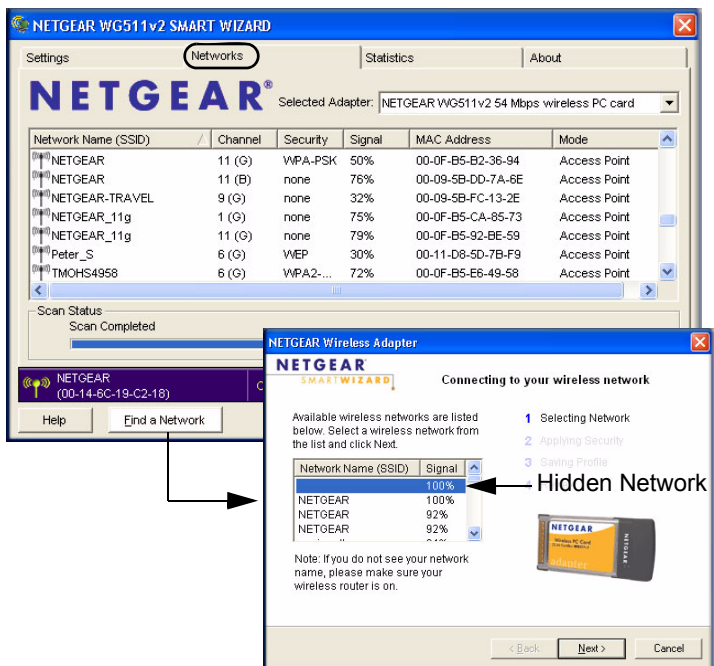 NETGEAR WG511v2 SMART WIZARD
Settings Networks Statistics About
NETGEAR®
Selected Adapter: NETGEAR WG511v2 54 Mbps wireless PC card
Network Name (SSID) Channel Security Signal MAC Address Mode
NETGEAR 11 (G) WPA-PSK 50% 00-0F-B5-B2-36-94 Access Point
NETGEAR 11 (B) none 76% 00-09-5B-DD-7A-6E Access Point
NETGEAR-TRAVEL 9 (G) none 32% 00-09-5B-FC-13-2E Access Point
NETGEAR_11g 1 (G) none 75% 00-0F-B5-CA-85-73 Access Point
NETGEAR_11g 11 (G) none 79% 00-0F-B5-92-BE-59 Access Point
Peter_S 6 (G) WEP 30% 00-11-D8-5D-7B-F9 Access Point
TMOHS4958 6 (G) WPA2-... 72% 00-0F-B5-E6-49-58 Access Point
Scan Status
Scan Completed
NETGEAR
(00-14-6C-19-C2-18)
Help Find a Network
NETGEAR Wireless Adapter
NETGEAR
SMARTWIZARD
Connecting to your wireless network
Available wireless networks are listed
below. Select a wireless network from
the list and click Next.
1 Selecting Network
2 Applying Security
3 Saving Profile
Network Name (SSID) Signal
100%
NETGEAR 100%
NETGEAR 92%
NETGEAR 92%
Hidden Network
NETGEAR
Wireless PC Card
NETGEAR
adapter
Note: If you do not see your network
name, please make sure your
wireless router is on.
< Back Next > Cancel